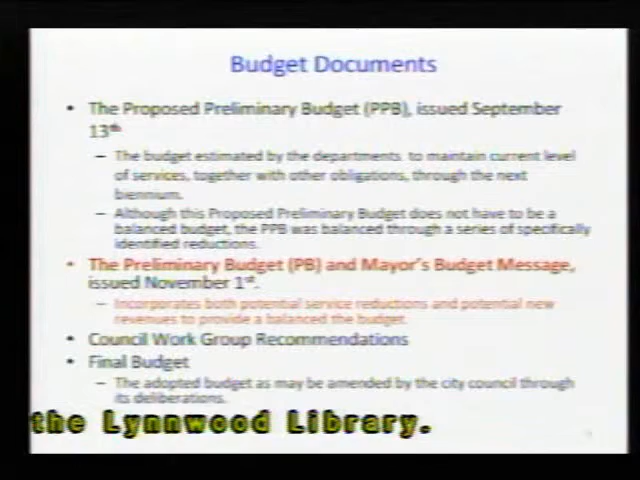 Budget Documents
• The Proposed Preliminary Budget (PPB), issued September
13th
– The budget estimated by the departments to maintain current level
of services, together with other obligations, through the next
biennium.
– Although this Proposed Preliminary Budget does not have to be a
balanced budget, the PPB was balanced through a series of specifically
identified reductions.
• The Preliminary Budget (PB) and Mayor's Budget Message,
issued November 1st.
– Incorporates both potential service reductions and potential new
revenues to provide a balanced the budget.
• Council Work Group Recommendations
• Final Budget
– The adopted budget as may be amended by the city council through
its deliberations.
the Lynnwood Library.